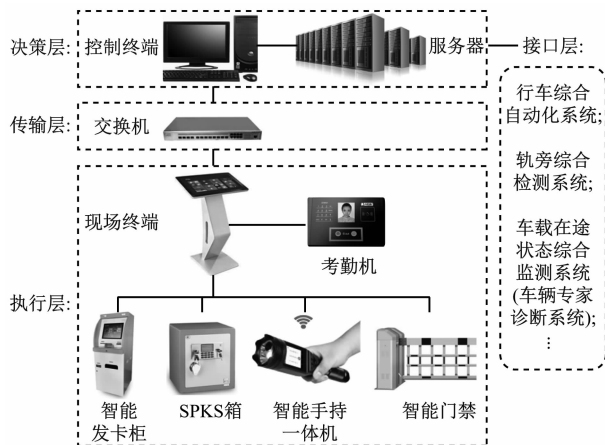 决策层:
控制终端
服务器
接口层:
行车综合
自动化系统;
轨旁综合
检测系统;
车载在途
状态综合
监测系统
(车辆专家
诊断系统);
⋮
传输层:
交换机
执行层:
现场终端
考勤机
智能
发卡柜
SPKS箱
智能手持
一体机
智能门禁